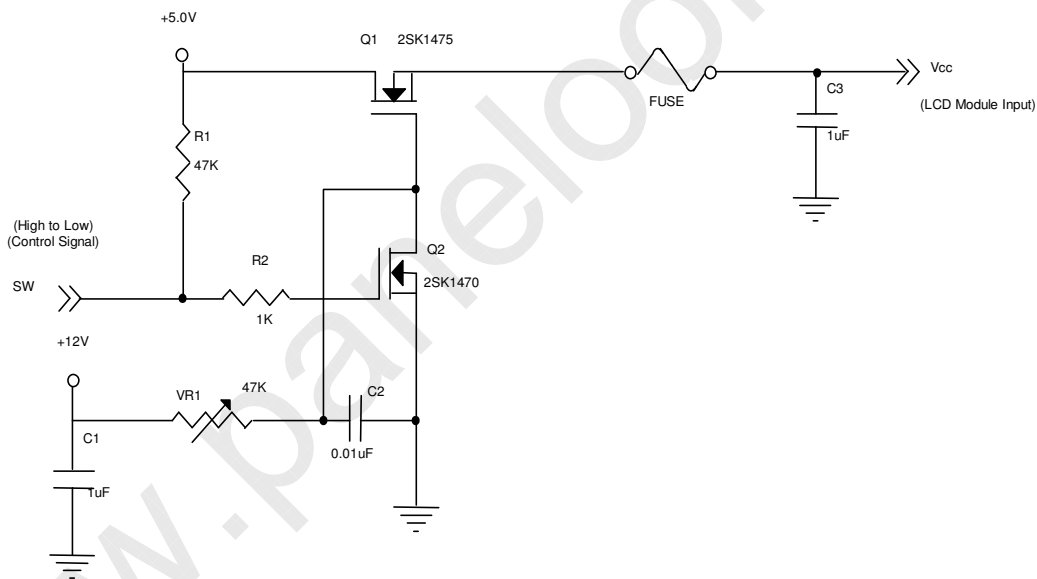 +5.0V
Q1 2SK1475
Vcc
C3
FUSE
(LCD Module Input)
R1
1uF
47K
(High to Low)
(Control Signal)
Q2
R2
SW
2SK1470
1K
+12V
VR1
47K
C2
C1
0.01uF
1uF
w.paneloo